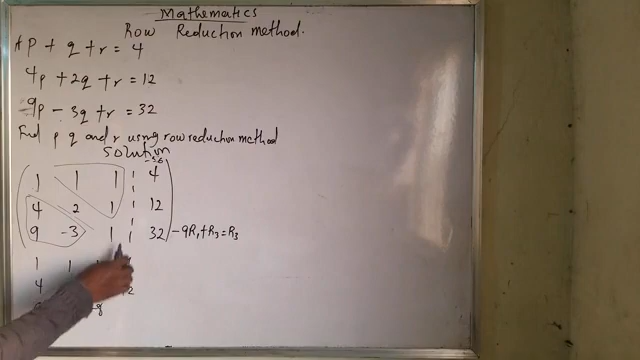 Mathematics
Row Reduction method.
p + q + r = 4
4p + 2q + r = 12
9p - 3q + r = 32
Find p q and r using row reduction method
Solution
-36
1 1 1 4
4 2 1 12
9 -3 1 32 -9R₁+R₃=R₃
1 1
4